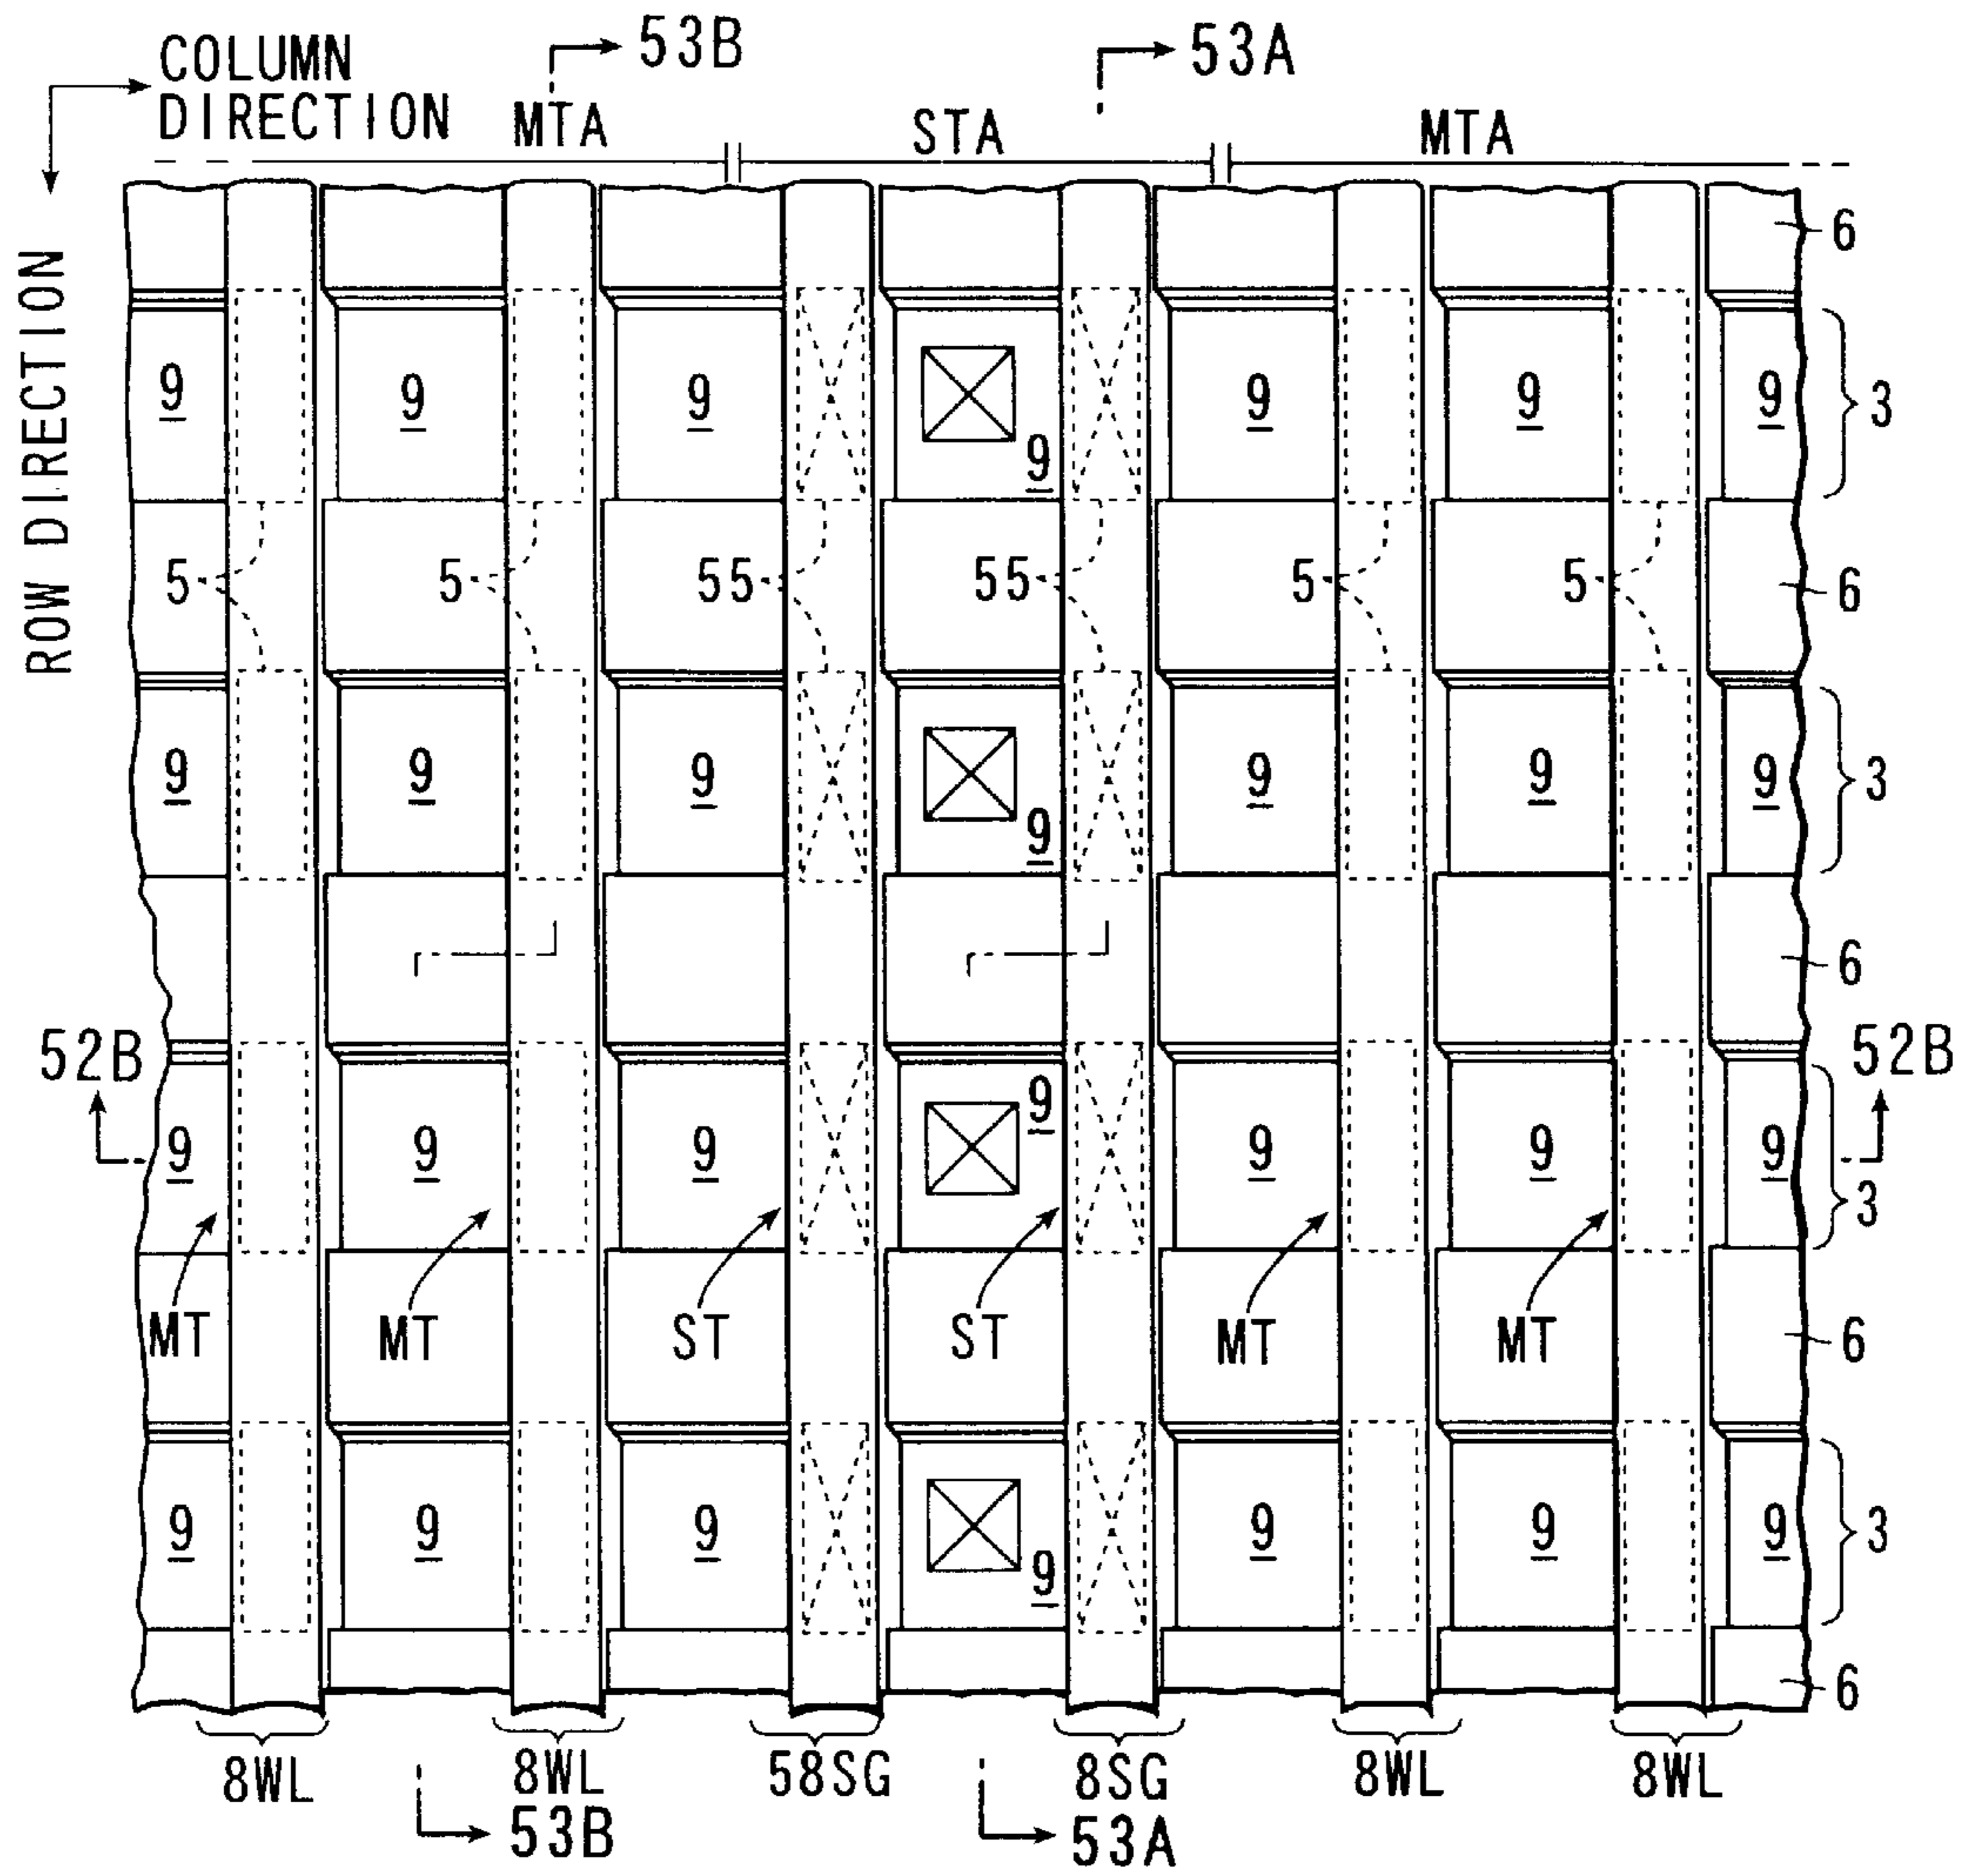 COLUMN
DIRECTION
53B
53A
MTA
STA
MTA
ROW DIRECTION
6
9 9 9 9 9 9 9
3
5 5 55 55 5 5
6
9 9 9 9 9 9 9
3
6
52B
52B
9 9 9 9 9 9 9
3
MT MT ST ST MT MT
6
9 9 9 9 9 9 9
3
6
8WL 8WL 58SG 8SG 8WL 8WL
53B
53A